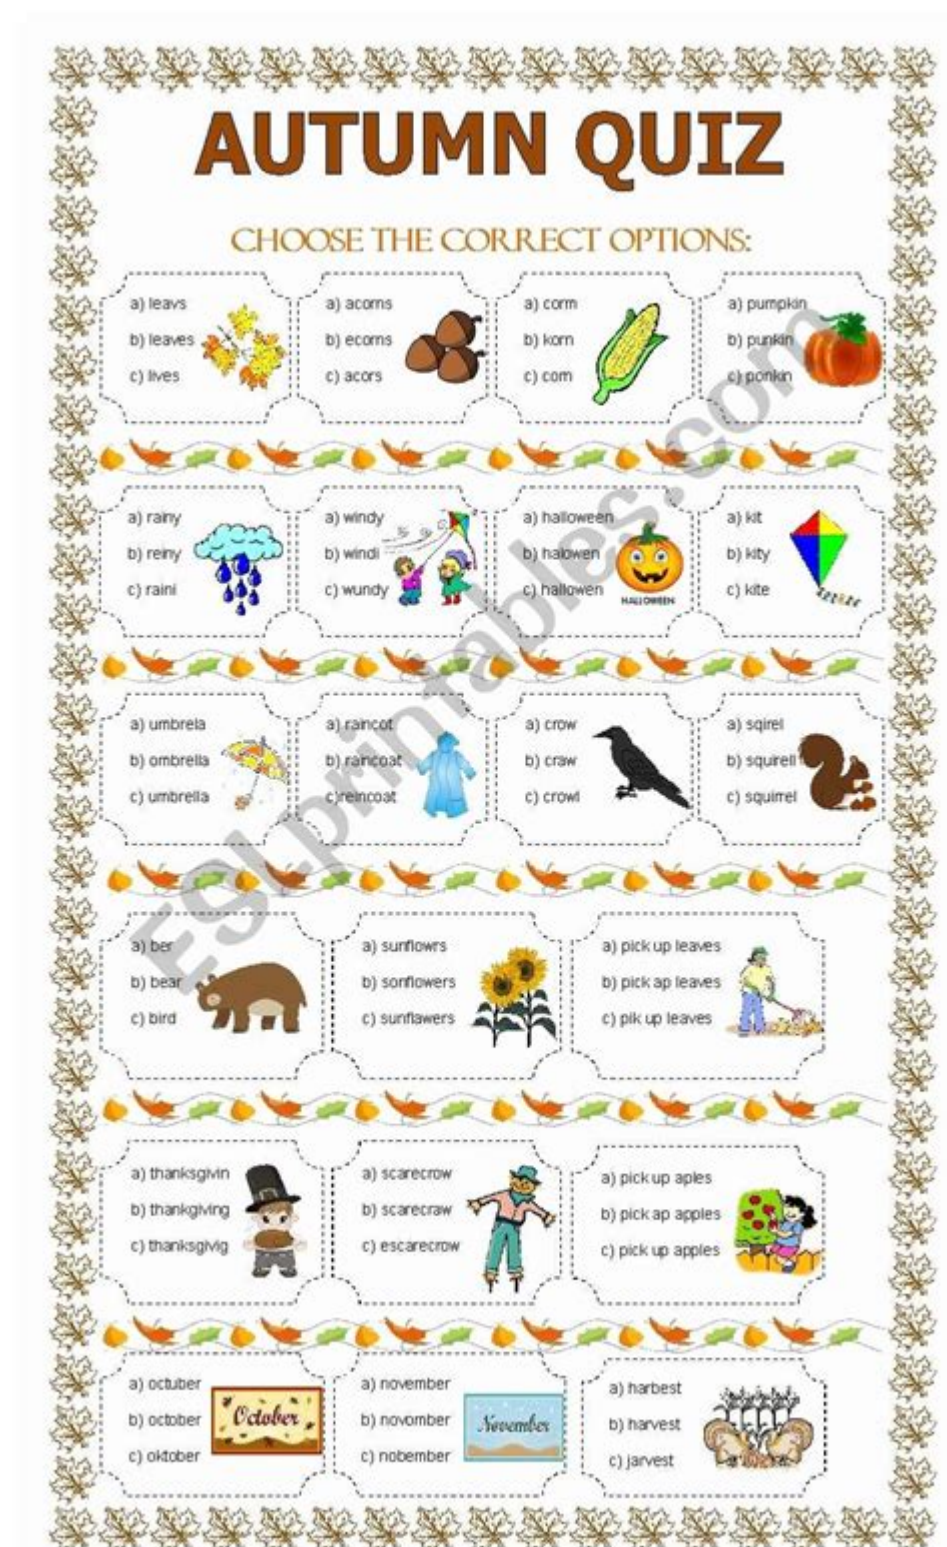 AUTUMN QUIZ
CHOOSE THE CORRECT OPTIONS:
a) leavs
b) leaves
c) lives
a) acorns
b) ecorns
c) acors
a) corm
b) korn
c) corn
a) pumpkin
b) punkin
c) ponkin
a) rainy
b) reiny
c) raini
a) windy
b) windi
c) wundy
a) halloween
b) halowen
c) hallowen
HALLOWEEN
a) kit
b) kity
c) kite
a) umbrela
b) ombrella
c) umbrella
a) raincot
b) raincoat
c)reincoat
a) crow
b) craw
c) crowl
a) sqirel
b) squirell
c) squirrel
a) ber
b) bear
c) bird
a) sunflowrs
b) sonflowers
c) sunflawers
a) pick up leaves
b) pick ap leaves
c) pik up leaves
a) thanksgivin
b) thankgiving
c) thanksgivig
a) scarecrow
b) scarecraw
c) escarecrow
a) pick up aples
b) pick ap apples
c) pick up apples
a) octuber
b) october
c) oktober
October
a) november
b) novomber
c) nobember
November
a) harbest
b) harvest
c) jarvest
ESLprintables.com